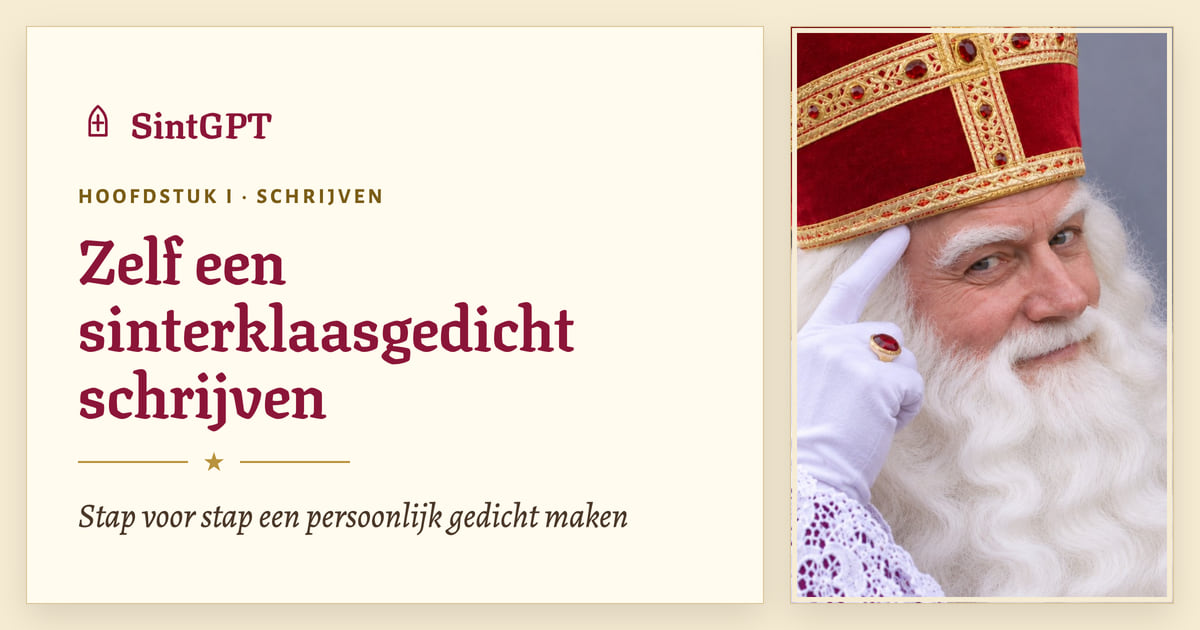 SintGPT
HOOFDSTUK I · SCHRIJVEN
Zelf een
sinterklaasgedicht
schrijven
Stap voor stap een persoonlijk gedicht maken